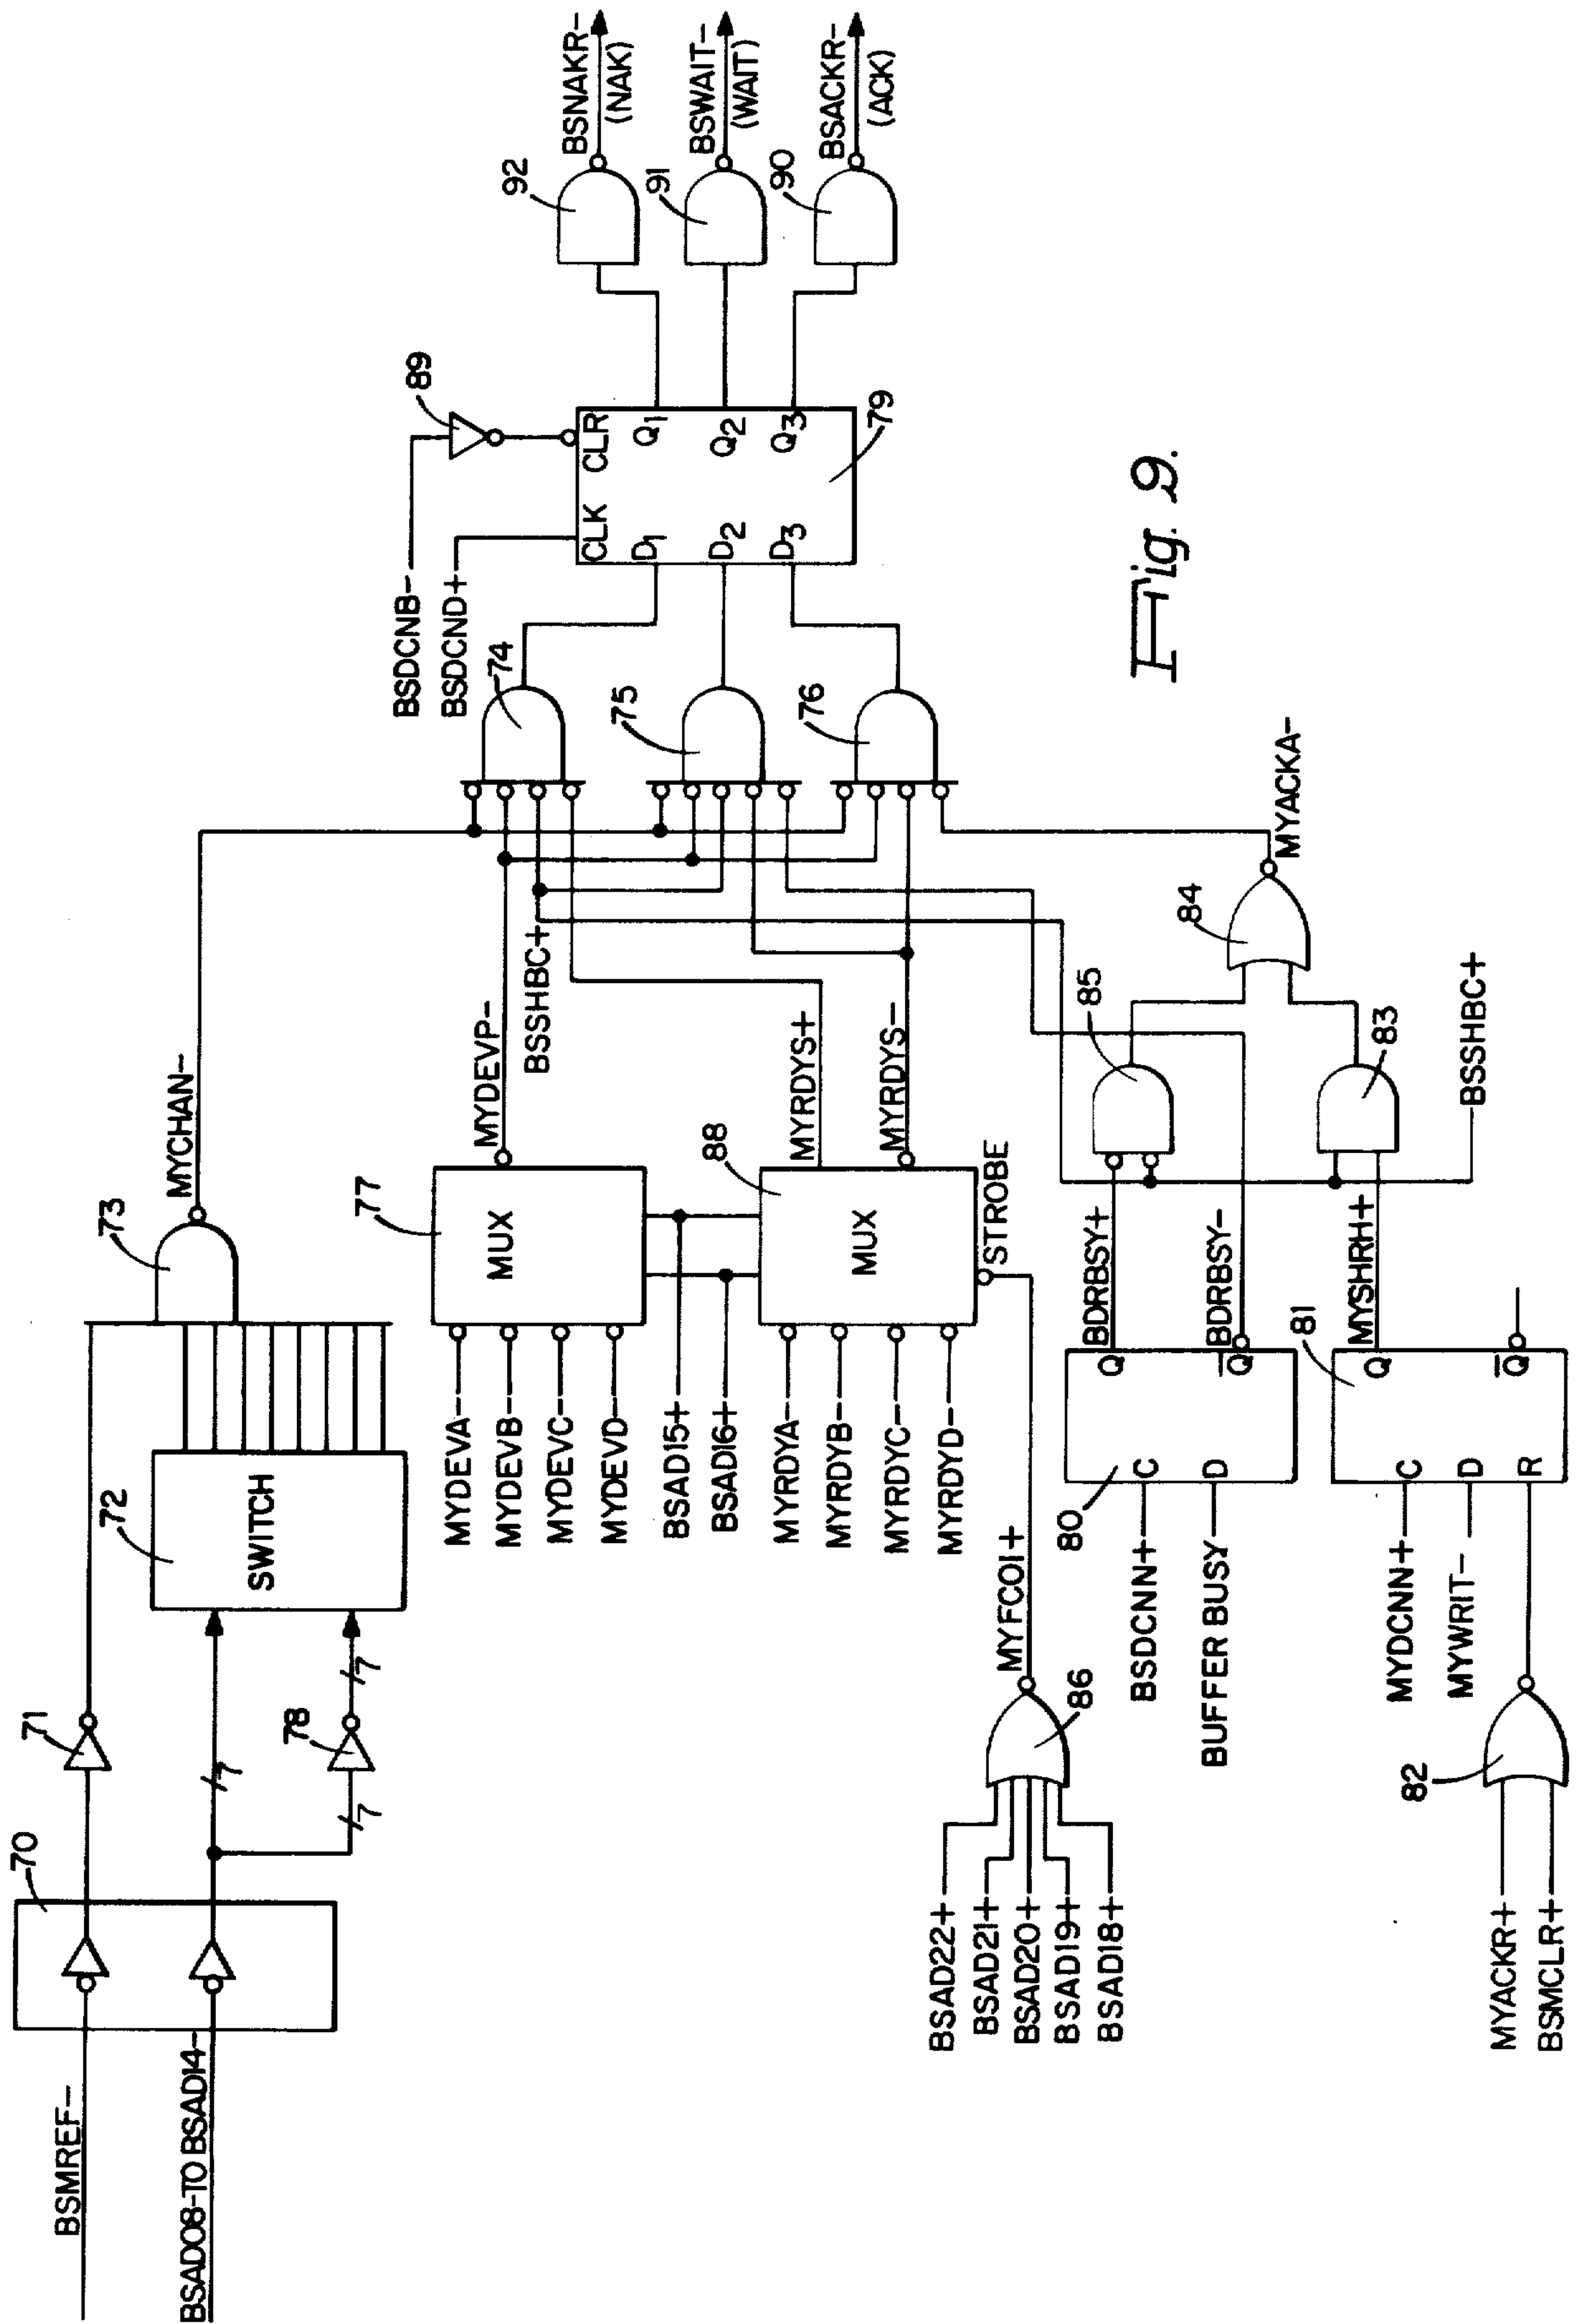 BSMREF-
BSAD08-TO BSAD14-
70
71
72
SWITCH
78
7
7
7
73
MYCHAN-
MYDEVA-
MYDEVB-
MYDEVC-
MYDEVD-
77
MUX
MYDEVP-
BSSHBC+
BSAD15+
BSAD16+
MYRDYA-
MYRDYB-
MYRDYC-
MYRDYD-
88
MUX
MYRDYS+
MYRDYS-
STROBE
BSAD22+
BSAD21+
BSAD20+
BSAD19+
BSAD18+
86
MYFC01+
80
BSDCNN+
C
BUFFER BUSY
D
Q
Q
BDRBSY+
BDRBSY-
MYACKR+
BSMCLR+
82
MYDCNN+
C
MYWRIT-
D
R
81
Q
Q
MYSHRH+
85
83
84
BSSHBC+
MYACKA-
74
75
76
BSDCNB-
BSDCND+
89
CLK
CLR
D1
D2
D3
Q1
Q2
Q3
79
92
BSNAKR-
(NAK)
91
BSWAIT-
(WAIT)
90
BSACKR-
(ACK)
Fig. 9.